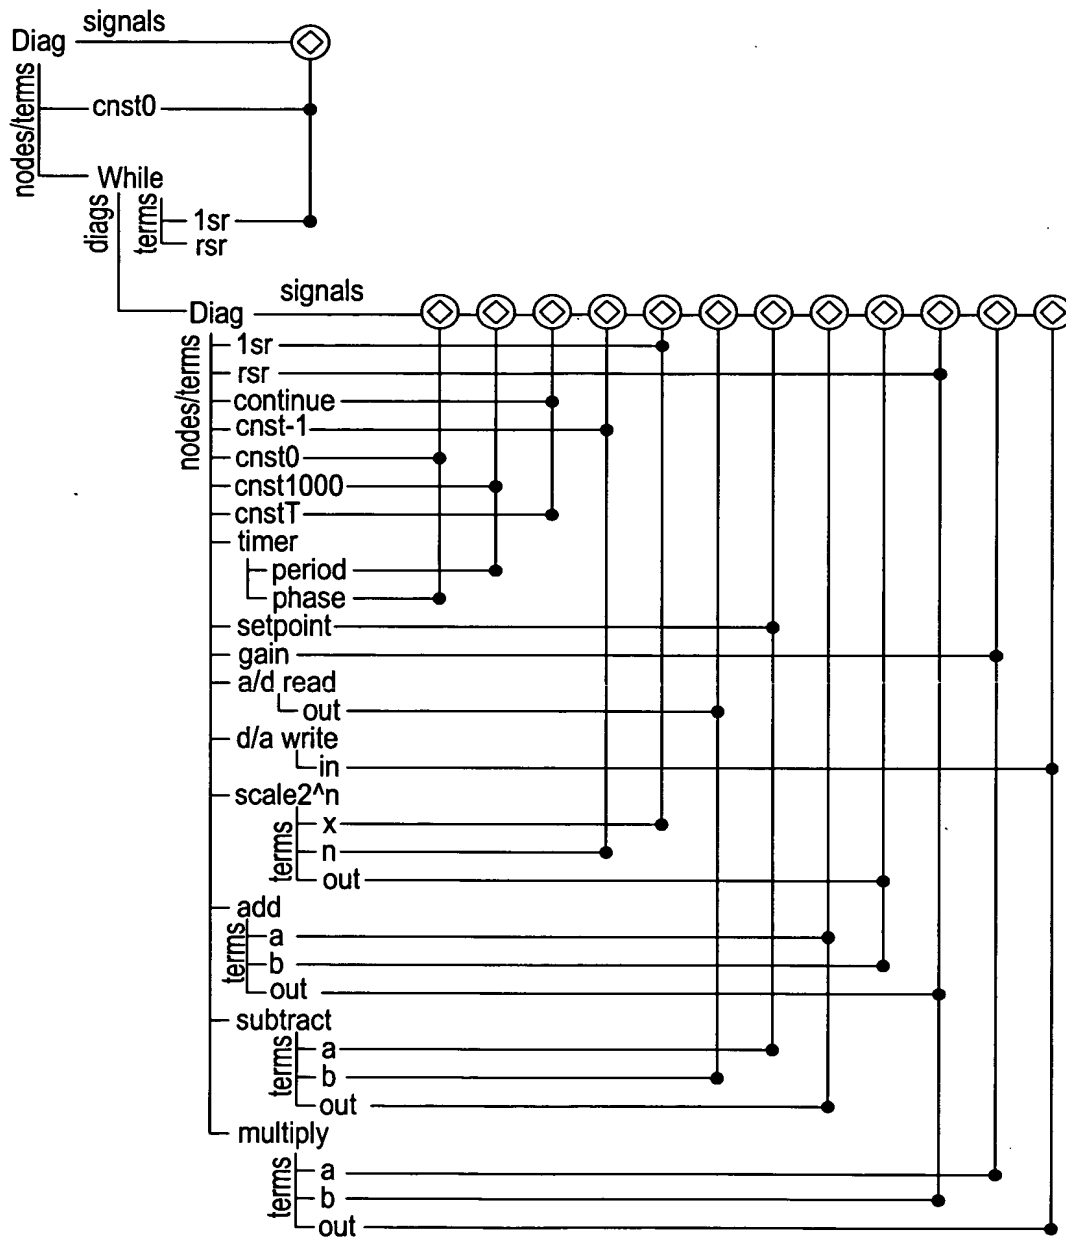 signals
Diag
nodes/terms
cnst0
While
diags
terms
1sr
rsr
signals
Diag
nodes/terms
1sr
rsr
continue
cnst-1
cnst0
cnst1000
cnstT
timer
period
phase
setpoint
gain
a/d read
out
d/a write
in
scale2^n
terms
x
n
out
add
terms
a
b
out
subtract
terms
a
b
out
multiply
terms
a
b
out